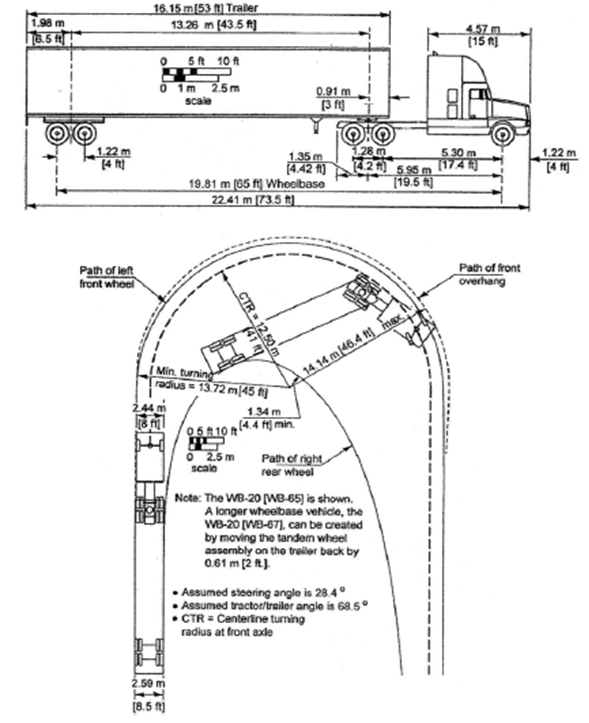 16.15 m [53 ft] Trailer
1.98 m
[6.5 ft]
13.26 m [43.5 ft]
4.57 m
[15 ft]
0 5 ft 10 ft
0 1 m 2.5 m
scale
0.91 m
[3 ft]
1.22 m
[4 ft]
1.28 m
[4.2 ft]
5.30 m
[17.4 ft]
1.22 m
[4 ft]
1.35 m
[4.42 ft]
5.95 m
[19.5 ft]
19.81 m [65 ft] Wheelbase
22.41 m [73.5 ft]
Path of left
front wheel
Path of front
overhang
CTR = 12.50 m
[41 ft]
14.14 m [46.4 ft] max.
Min. turning
radius = 13.72 m [45 ft]
2.44 m
[8 ft]
1.34 m
[4.4 ft] min.
0 5 ft 10 ft
0 2.5 m
scale
Path of right
rear wheel
Note: The WB-20 [WB-65] is shown.
A longer wheelbase vehicle, the
WB-20 [WB-67], can be created
by moving the tandem wheel
assembly on the trailer back by
0.61 m [2 ft.].
• Assumed steering angle is 28.4 °
• Assumed tractor/trailer angle is 68.5 °
• CTR = Centerline turning
radius at front axle
2.59 m
[8.5 ft]